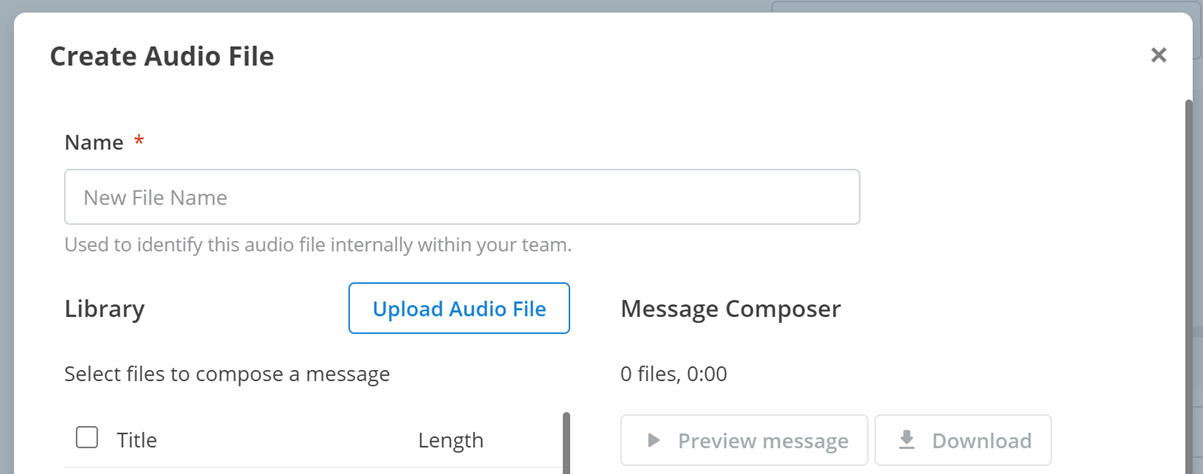 Create Audio File
×
Name *
New File Name
Used to identify this audio file internally within your team.
Library
Upload Audio File
Message Composer
Select files to compose a message
0 files, 0:00
Title
Length
Preview message
Download